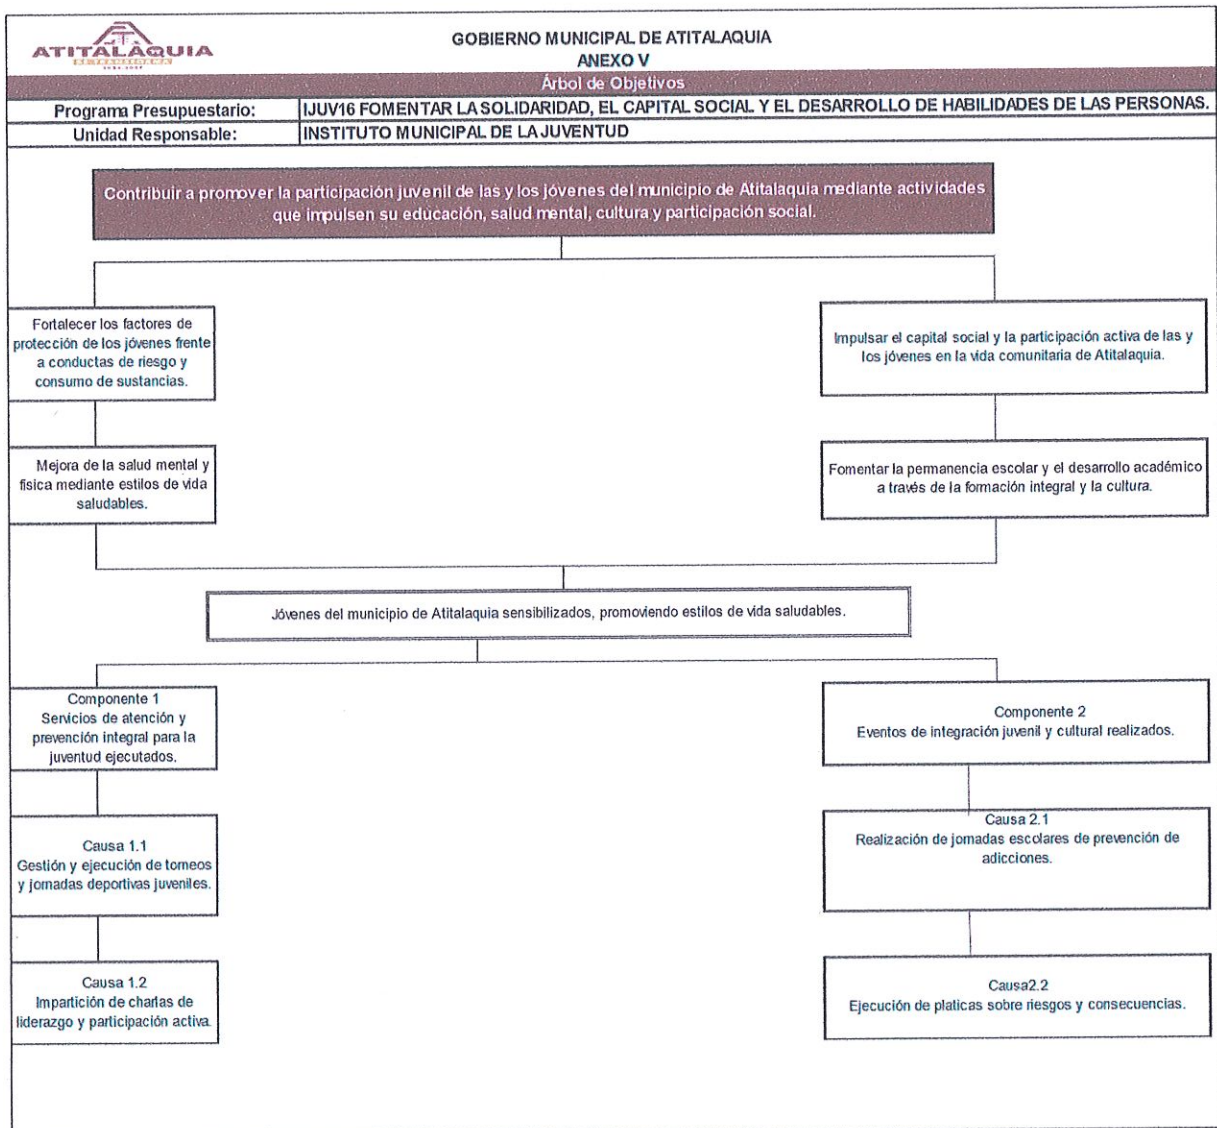 ATITALAQUIA
SE TRANSFORMA
GOBIERNO MUNICIPAL DE ATITALAQUIA
ANEXO V
Árbol de Objetivos
Programa Presupuestario: IJUV16 FOMENTAR LA SOLIDARIDAD, EL CAPITAL SOCIAL Y EL DESARROLLO DE HABILIDADES DE LAS PERSONAS.
Unidad Responsable: INSTITUTO MUNICIPAL DE LA JUVENTUD
Contribuir a promover la participación juvenil de las y los jóvenes del municipio de Atitalaquia mediante actividades
que impulsen su educación, salud mental, cultura y participación social.
Fortalecer los factores de
protección de los jóvenes frente
a conductas de riesgo y
consumo de sustancias.
Impulsar el capital social y la participación activa de las y
los jóvenes en la vida comunitaria de Atitalaquia.
Mejora de la salud mental y
física mediante estilos de vida
saludables.
Fomentar la permanencia escolar y el desarrollo académico
a través de la formación integral y la cultura.
Jóvenes del municipio de Atitalaquia sensibilizados, promoviendo estilos de vida saludables.
Componente 1
Servicios de atención y
prevención integral para la
juventud ejecutados.
Componente 2
Eventos de integración juvenil y cultural realizados.
Causa 1.1
Gestión y ejecución de torneos
y jornadas deportivas juveniles.
Causa 2.1
Realización de jornadas escolares de prevención de
adicciones.
Causa 1.2
Impartición de charlas de
liderazgo y participación activa.
Causa2.2
Ejecución de platicas sobre riesgos y consecuencias.